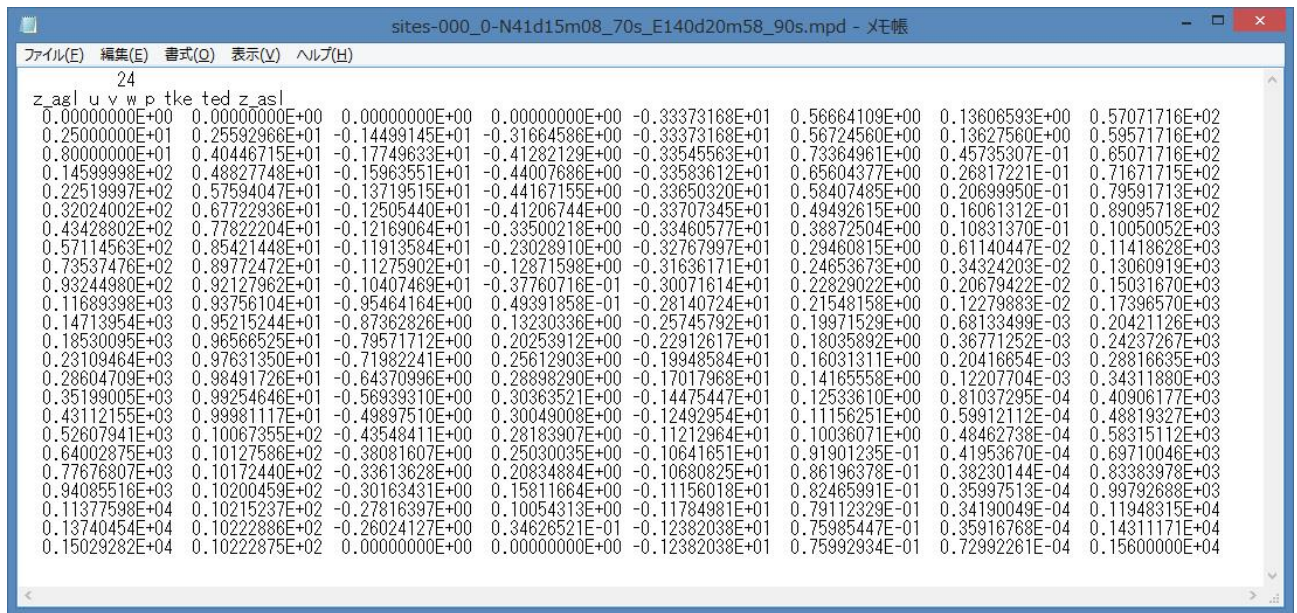 sites-000_0-N41d15m08_70s_E140d20m58_90s.mpd - メモ帳
ファイル(F) 編集(E) 書式(O) 表示(V) ヘルプ(H)
24
z_agl u v w p tke ted z_asl
0.00000000E+00 0.00000000E+00 0.00000000E+00 0.00000000E+00 -0.33373168E+01 0.56664109E+00 0.13606593E+00 0.57071716E+02
0.25000000E+01 0.25592966E+01 -0.14499145E+01 -0.31664586E+00 -0.33373168E+01 0.56724560E+00 0.13627560E+00 0.59571716E+02
0.80000000E+01 0.40446715E+01 -0.17749633E+01 -0.41282129E+00 -0.33545563E+01 0.73364961E+00 0.45735307E-01 0.65071716E+02
0.14599998E+02 0.48827748E+01 -0.15963551E+01 -0.44007686E+00 -0.33583612E+01 0.65604377E+00 0.26817221E-01 0.71671715E+02
0.22519997E+02 0.57594047E+01 -0.13719515E+01 -0.44167155E+00 -0.33650320E+01 0.58407485E+00 0.20699950E-01 0.79591713E+02
0.32024002E+02 0.67722936E+01 -0.12505440E+01 -0.41206744E+00 -0.33707345E+01 0.49492615E+00 0.16061312E-01 0.89095718E+02
0.43428802E+02 0.77822204E+01 -0.12169064E+01 -0.33500218E+00 -0.33460577E+01 0.38872504E+00 0.10831370E-01 0.10050052E+03
0.57114563E+02 0.85421448E+01 -0.11913584E+01 -0.23028910E+00 -0.32767997E+01 0.29460815E+00 0.61140447E-02 0.11418628E+03
0.73537476E+02 0.89772472E+01 -0.11275902E+01 -0.12871598E+00 -0.31636171E+01 0.24653673E+00 0.34324203E-02 0.13060919E+03
0.93244980E+02 0.92127962E+01 -0.10407469E+01 -0.37760716E-01 -0.30071614E+01 0.22829022E+00 0.20679422E-02 0.15031670E+03
0.11689398E+03 0.93756104E+01 -0.95464164E+00 0.49391858E-01 -0.28140724E+01 0.21548158E+00 0.12279883E-02 0.17396570E+03
0.14713954E+03 0.95215244E+01 -0.87362826E+00 0.13230336E+00 -0.25745792E+01 0.19971529E+00 0.68133499E-03 0.20421126E+03
0.18530095E+03 0.96566525E+01 -0.79571712E+00 0.20253912E+00 -0.22912617E+01 0.18035892E+00 0.36771252E-03 0.24237267E+03
0.23109464E+03 0.97631350E+01 -0.71982241E+00 0.25612903E+00 -0.19948584E+01 0.16031311E+00 0.20416654E-03 0.28816635E+03
0.28604709E+03 0.98491726E+01 -0.64370996E+00 0.28898290E+00 -0.17017968E+01 0.14165558E+00 0.12207704E-03 0.34311880E+03
0.35199005E+03 0.99254646E+01 -0.56939310E+00 0.30363521E+00 -0.14475447E+01 0.12533610E+00 0.81037295E-04 0.40906177E+03
0.43112155E+03 0.99981117E+01 -0.49897510E+00 0.30049008E+00 -0.12492954E+01 0.11156251E+00 0.59912112E-04 0.48819327E+03
0.52607941E+03 0.10067355E+02 -0.43548411E+00 0.28183907E+00 -0.11212964E+01 0.10036071E+00 0.48462738E-04 0.58315112E+03
0.64002875E+03 0.10127586E+02 -0.38081607E+00 0.25030035E+00 -0.10641651E+01 0.91901235E-01 0.41953670E-04 0.69710046E+03
0.77676807E+03 0.10172440E+02 -0.33613628E+00 0.20834884E+00 -0.10680825E+01 0.86196378E-01 0.38230144E-04 0.83383978E+03
0.94085516E+03 0.10200459E+02 -0.30163431E+00 0.15811664E+00 -0.11156018E+01 0.82465991E-01 0.35997513E-04 0.99792688E+03
0.11377598E+04 0.10215237E+02 -0.27816397E+00 0.10054313E+00 -0.11784981E+01 0.79112329E-01 0.34190049E-04 0.11948315E+04
0.13740454E+04 0.10222886E+02 -0.26024127E+00 0.34626521E-01 -0.12382038E+01 0.75985447E-01 0.35916768E-04 0.14311171E+04
0.15029282E+04 0.10222875E+02 0.00000000E+00 0.00000000E+00 -0.12382038E+01 0.75992934E-01 0.72992261E-04 0.15600000E+04